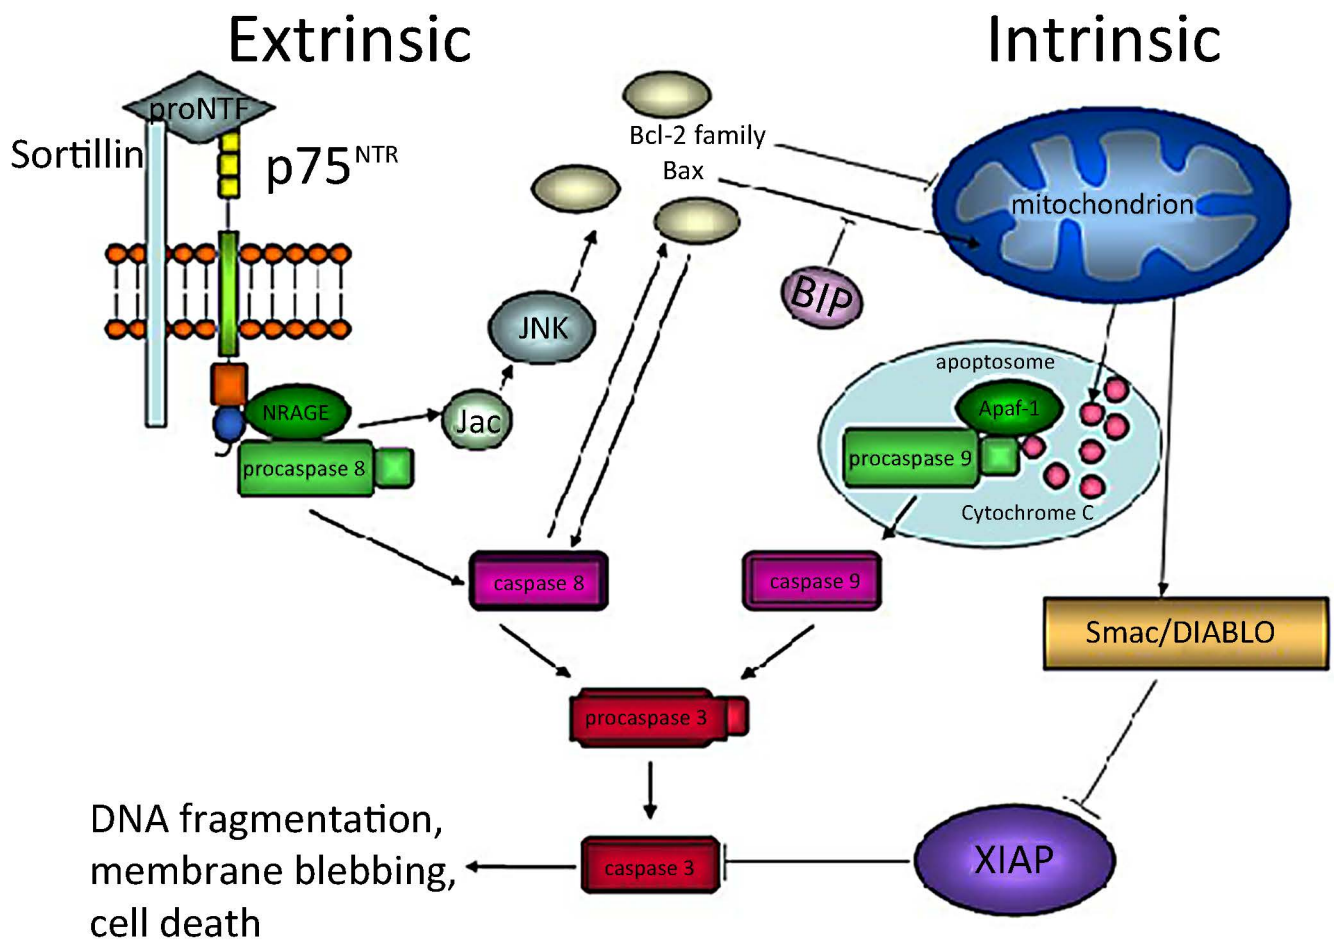 Extrinsic
Intrinsic
proNTF
Sortillin
p75NTR
Bcl-2 family
Bax
mitochondrion
BIP
JNK
Jac
NRAGE
procaspase 8
apoptosome
Apaf-1
procaspase 9
Cytochrome C
caspase 8
caspase 9
Smac/DIABLO
procaspase 3
DNA fragmentation,
membrane blebbing,
cell death
caspase 3
XIAP